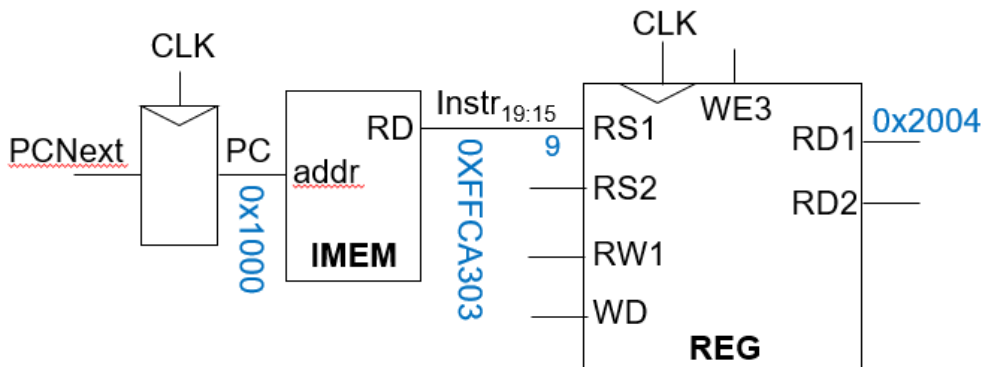 CLK
PCNext
PC
0x1000
addr
RD
IMEM
Instr19:15
0XFFCA303
9
CLK
WE3
RS1
RS2
RW1
WD
RD1
RD2
REG
0x2004